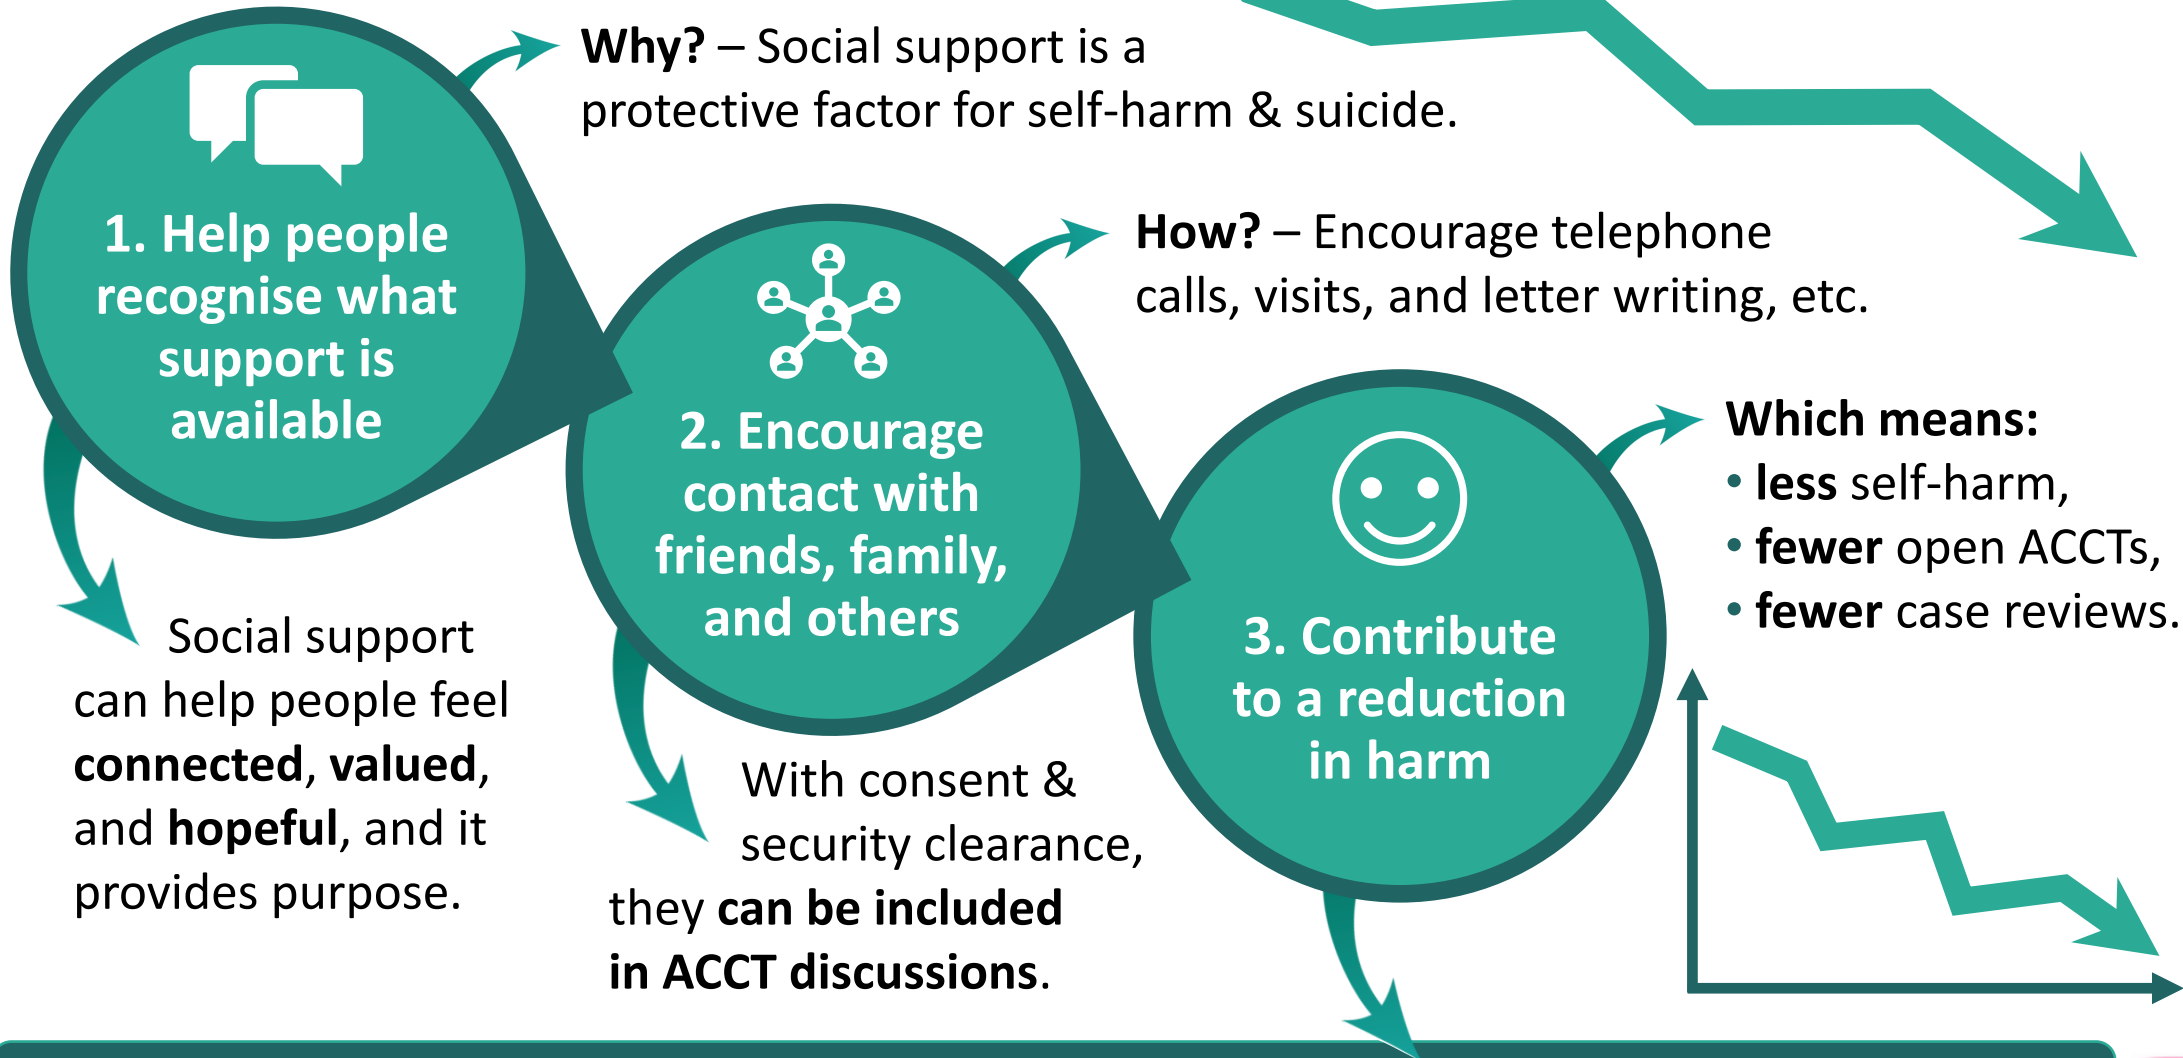 Why? – Social support is a
protective factor for self-harm & suicide.
1. Help people
recognise what
support is
available
Social support
can help people feel
connected, valued,
and hopeful, and it
provides purpose.
How? – Encourage telephone
calls, visits, and letter writing, etc.
2. Encourage
contact with
friends, family,
and others
With consent &
security clearance,
they can be included
in ACCT discussions.
Which means:
• less self-harm,
• fewer open ACCTs,
• fewer case reviews.
3. Contribute
to a reduction
in harm